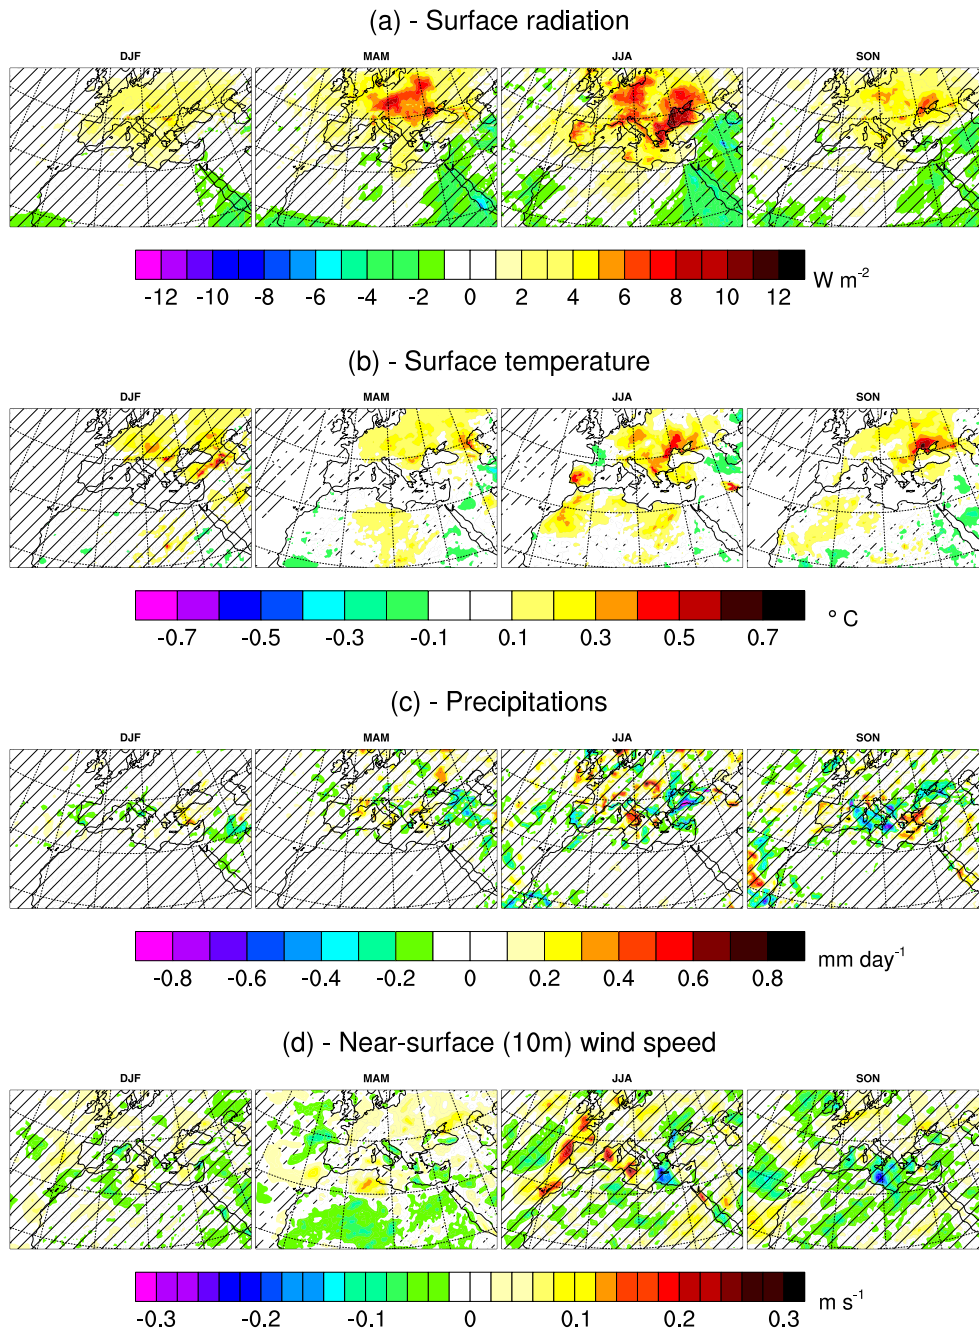 (a) - Surface radiation
DJF MAM JJA SON
-12 -10 -8 -6 -4 -2 0 2 4 6 8 10 12 W m-2
(b) - Surface temperature
DJF MAM JJA SON
-0.7 -0.5 -0.3 -0.1 0.1 0.3 0.5 0.7 ° C
(c) - Precipitations
DJF MAM JJA SON
-0.8 -0.6 -0.4 -0.2 0 0.2 0.4 0.6 0.8 mm day-1
(d) - Near-surface (10m) wind speed
DJF MAM JJA SON
-0.3 -0.2 -0.1 0 0.1 0.2 0.3 m s-1